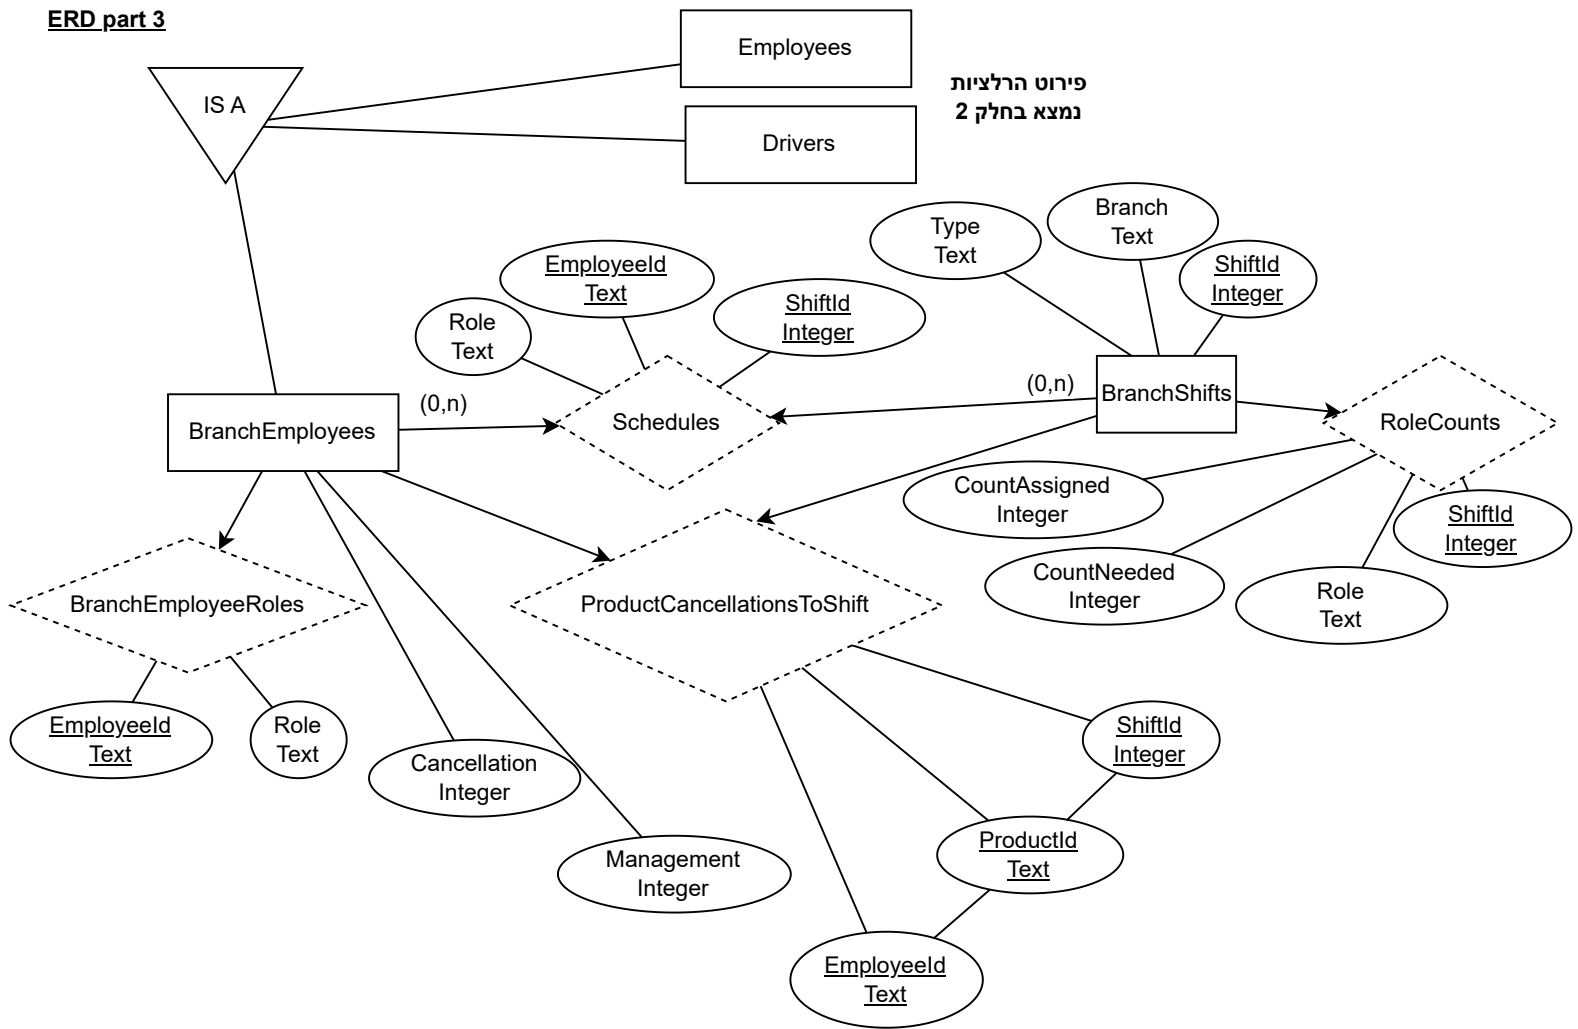 ERD part 3
Employees
IS A
פירוט הרלציות
נמצא בחלק 2
Drivers
Type
Text
Branch
Text
ShiftId
Integer
EmployeeId
Text
ShiftId
Integer
Role
Text
BranchEmployees
(0,n)
Schedules
(0,n)
BranchShifts
RoleCounts
CountAssigned
Integer
ShiftId
Integer
CountNeeded
Integer
Role
Text
BranchEmployeeRoles
ProductCancellationsToShift
EmployeeId
Text
Role
Text
Cancellation
Integer
Management
Integer
ShiftId
Integer
ProductId
Text
EmployeeId
Text